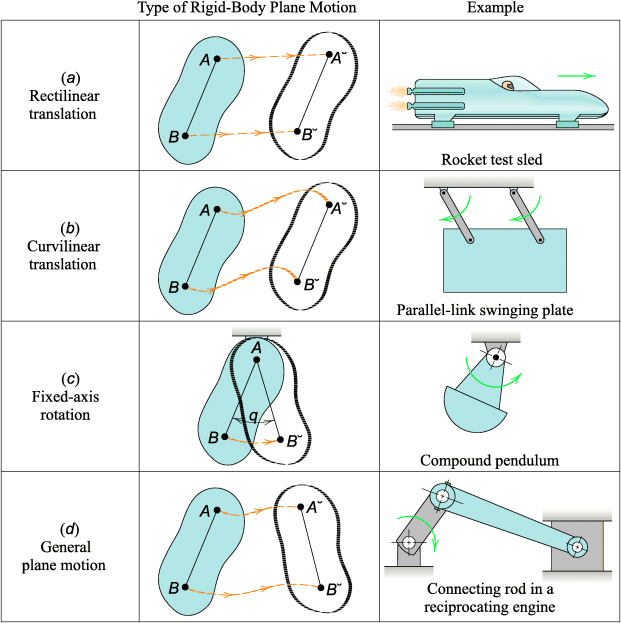 Type of Rigid-Body Plane Motion
Example
(a)
Rectilinear
translation
A
A˘
B
B˘
Rocket test sled
(b)
Curvilinear
translation
A
A˘
B
B˘
Parallel-link swinging plate
(c)
Fixed-axis
rotation
A
q
B
B˘
Compound pendulum
(d)
General
plane motion
A
A˘
B
B˘
Connecting rod in a
reciprocating engine